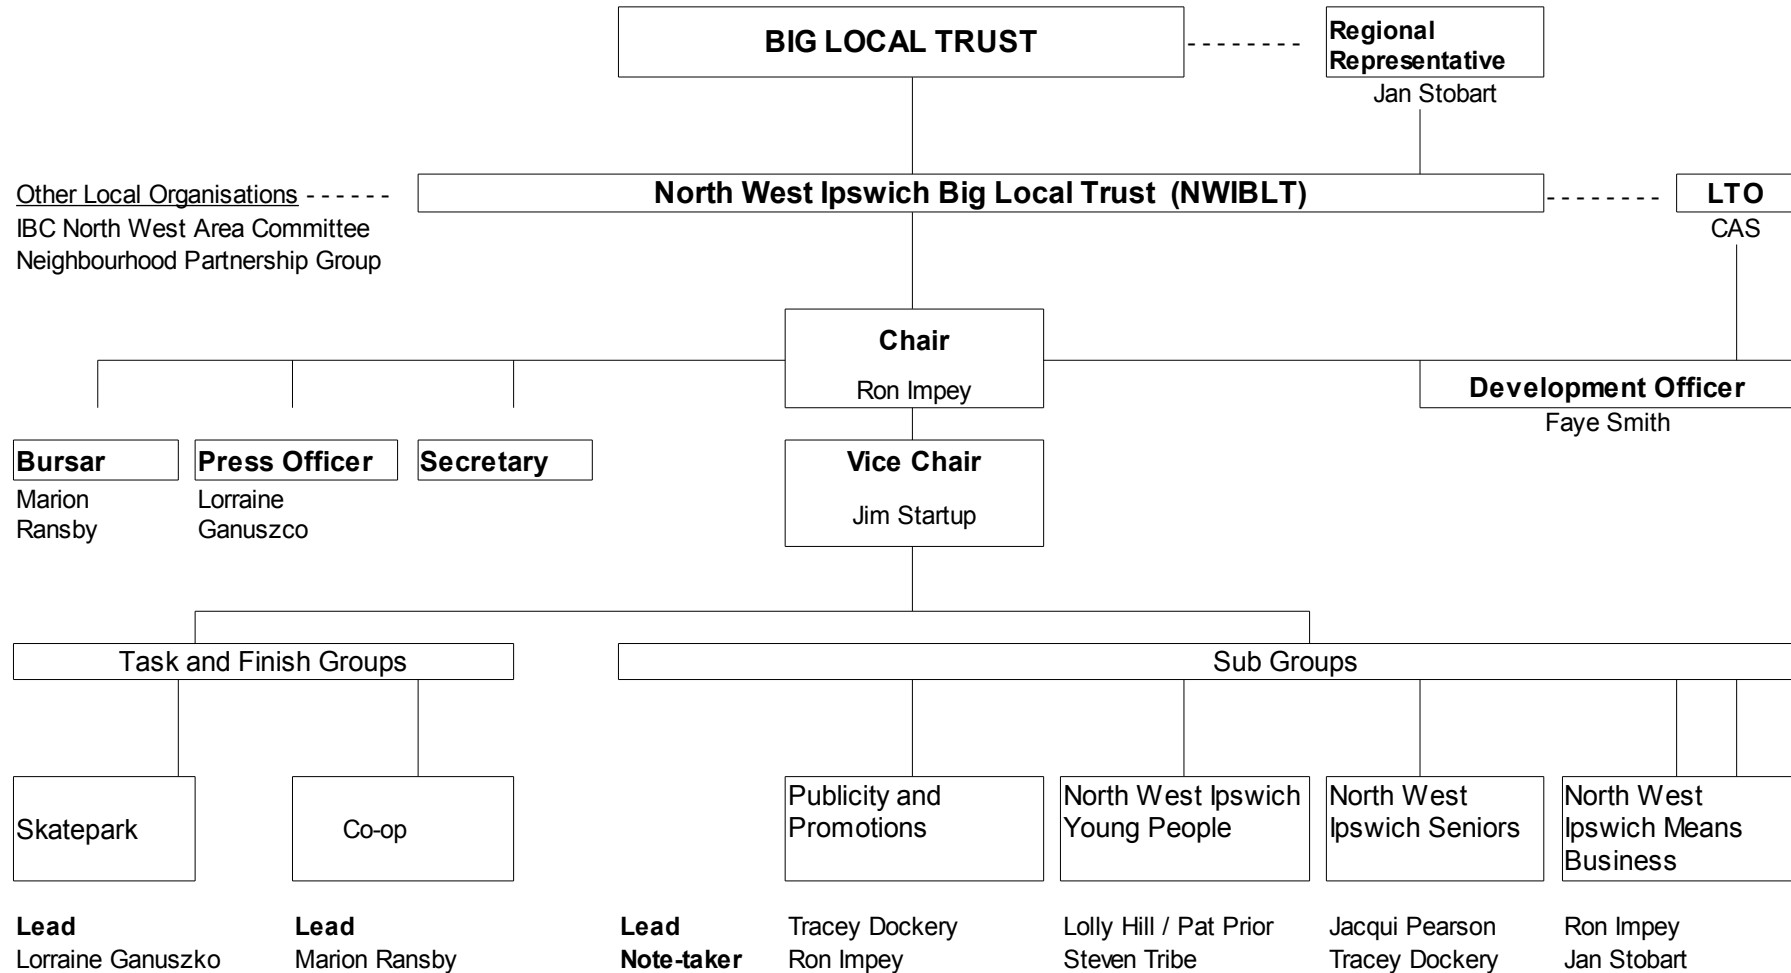 BIG LOCAL TRUST
Regional
Representative
Jan Stobart
Other Local Organisations
IBC North West Area Committee
Neighbourhood Partnership Group
North West Ipswich Big Local Trust (NWIBLT)
LTO
CAS
Chair
Ron Impey
Development Officer
Faye Smith
Bursar
Marion
Ransby
Press Officer
Lorraine
Ganuszco
Secretary
Vice Chair
Jim Startup
Task and Finish Groups
Sub Groups
Skatepark
Co-op
Publicity and
Promotions
North West Ipswich
Young People
North West
Ipswich Seniors
North West
Ipswich Means
Business
Lead
Lorraine Ganuszko
Lead
Marion Ransby
Lead
Note-taker
Tracey Dockery
Ron Impey
Lolly Hill / Pat Prior
Steven Tribe
Jacqui Pearson
Tracey Dockery
Ron Impey
Jan Stobart